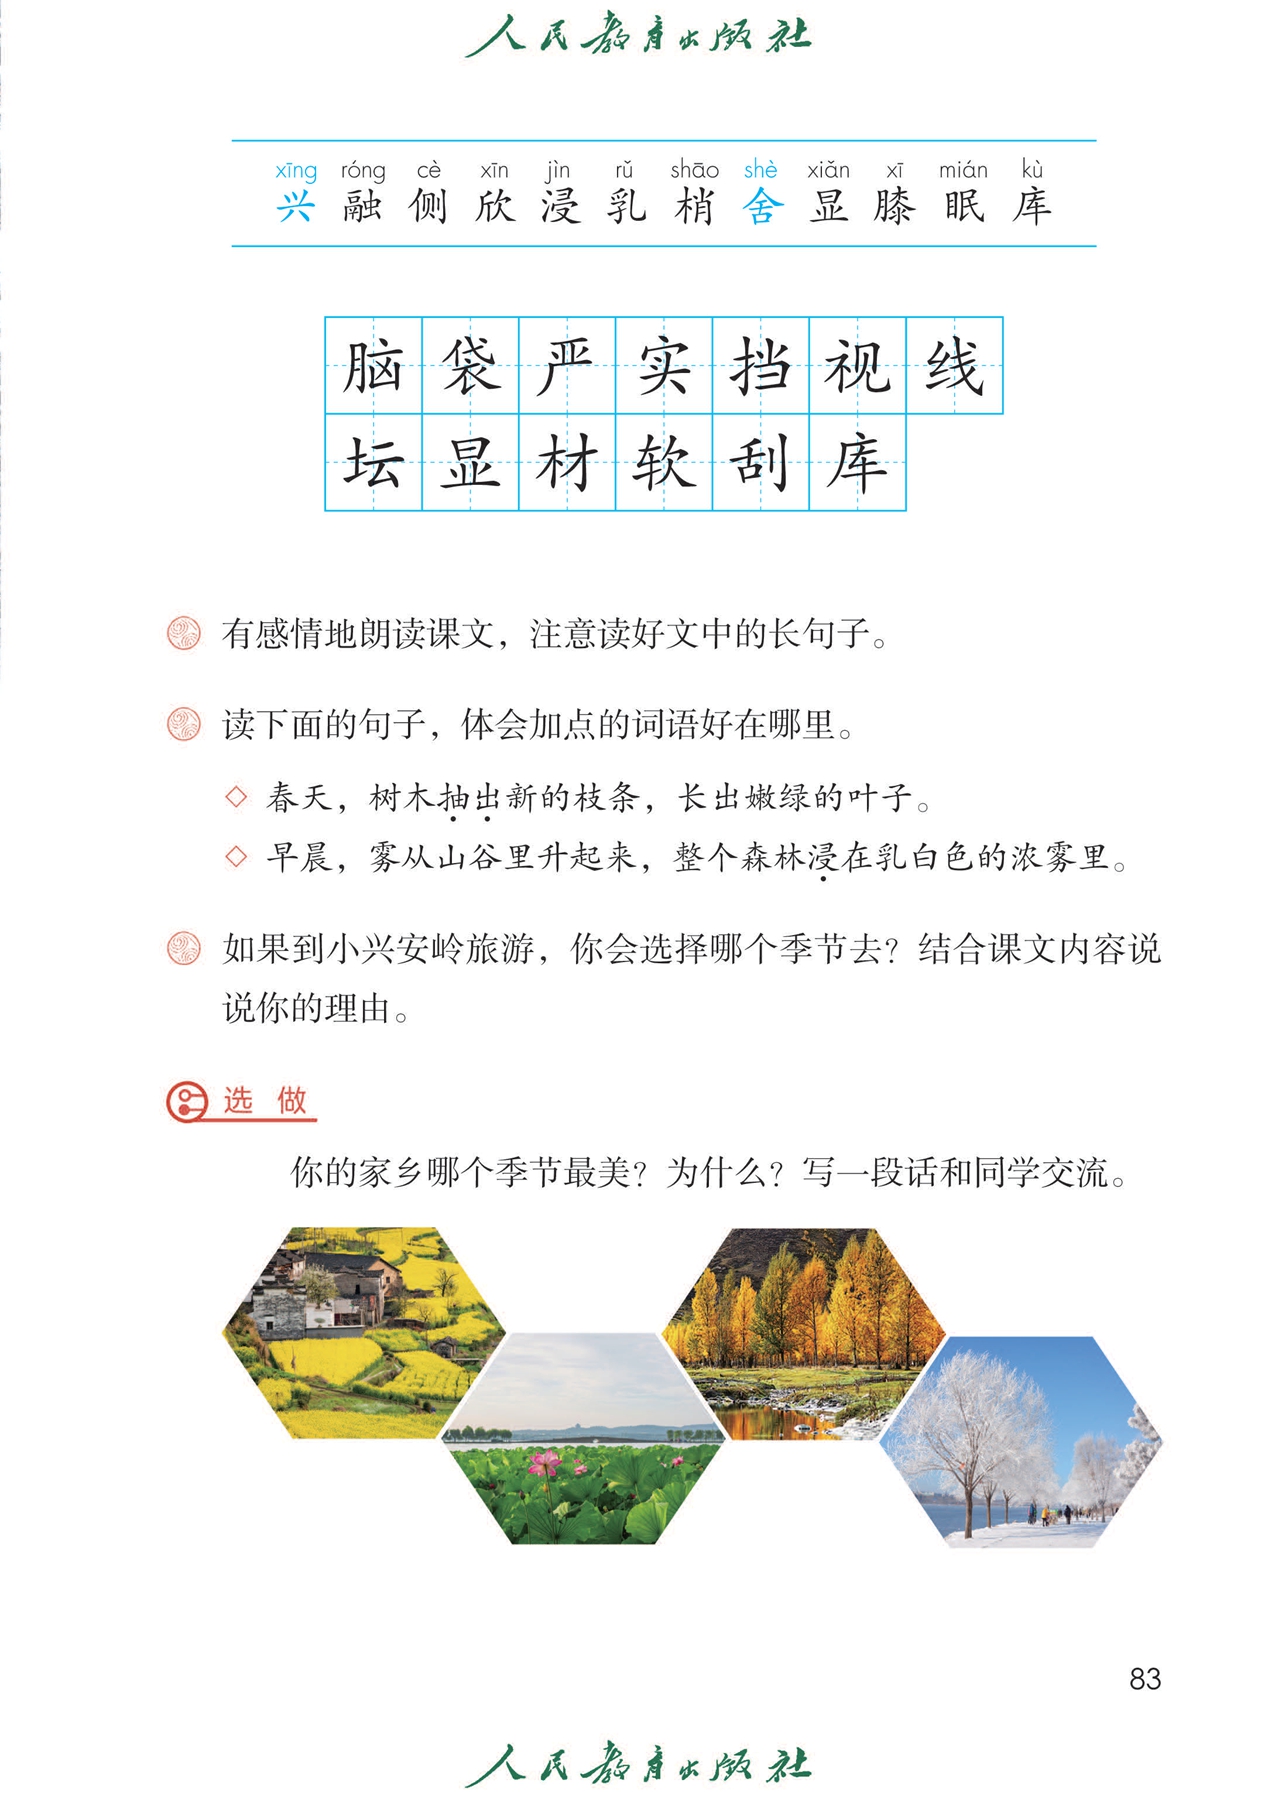 人民教育出版社
xīng róng cè xīn jìn rǔ shāo shè xiǎn xī mián kù
兴 融 侧 欣 浸 乳 梢 舍 显 膝 眠 库
脑 袋 严 实 挡 视 线
坛 显 材 软 刮 库
有感情地朗读课文，注意读好文中的长句子。
读下面的句子，体会加点的词语好在哪里。
◇ 春天，树木抽出新的枝条，长出嫩绿的叶子。
◇ 早晨，雾从山谷里升起来，整个森林浸在乳白色的浓雾里。
如果到小兴安岭旅游，你会选择哪个季节去？结合课文内容说
说你的理由。
选 做
你的家乡哪个季节最美？为什么？写一段话和同学交流。
83
人民教育出版社